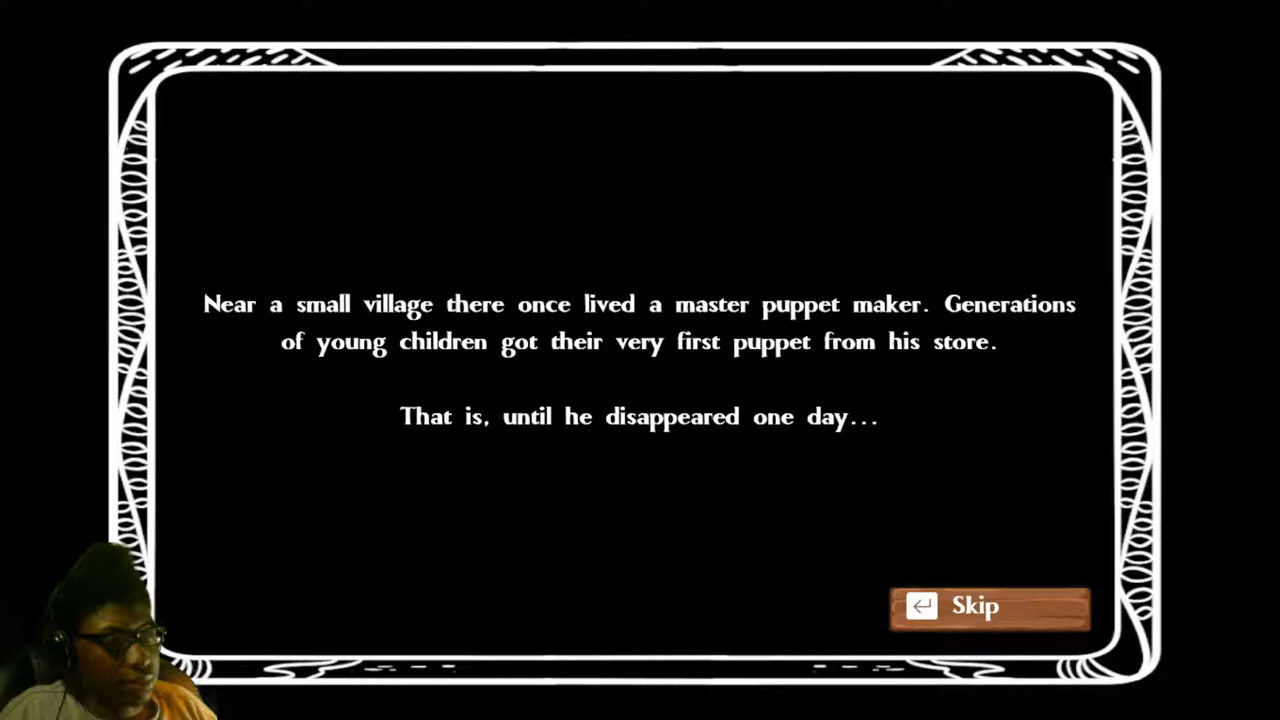 Near a small village there once lived a master puppet maker. Generations
of young children got their very first puppet from his store.
That is, until he disappeared one day...
Skip